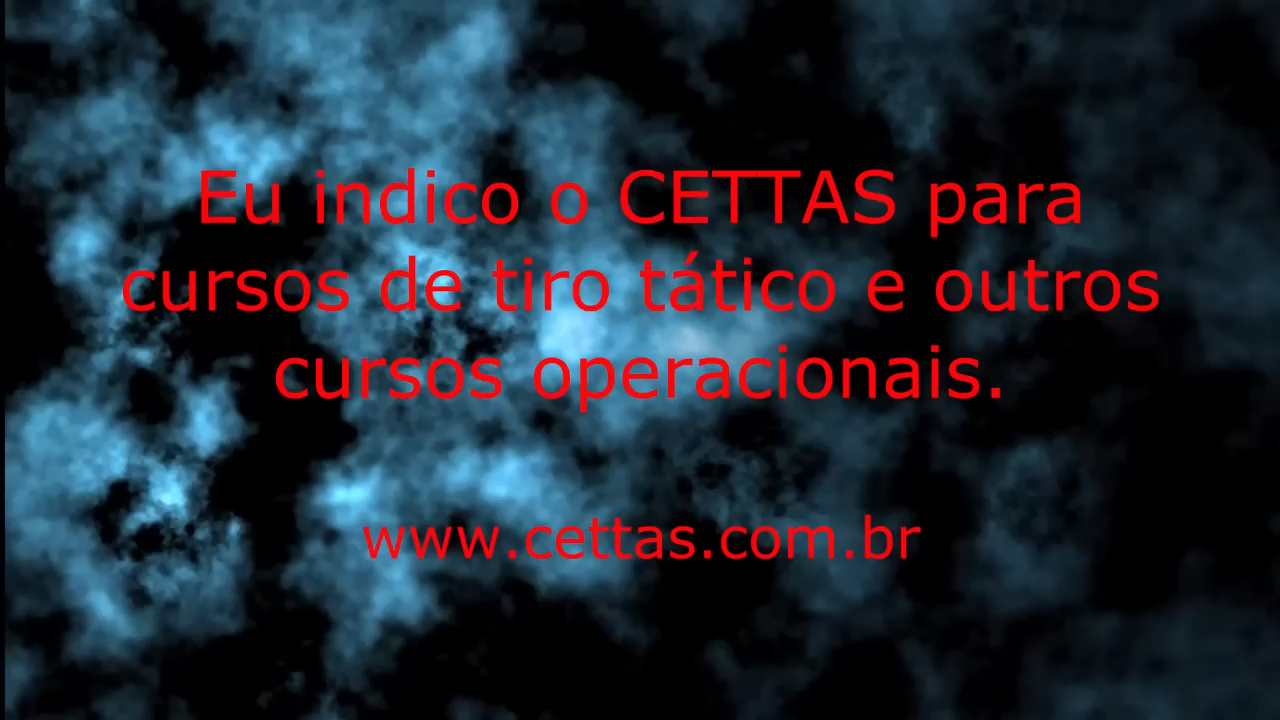 Eu indico o CETTAS para
cursos de tiro tático e outros
cursos operacionais.
www.cettas.com.br